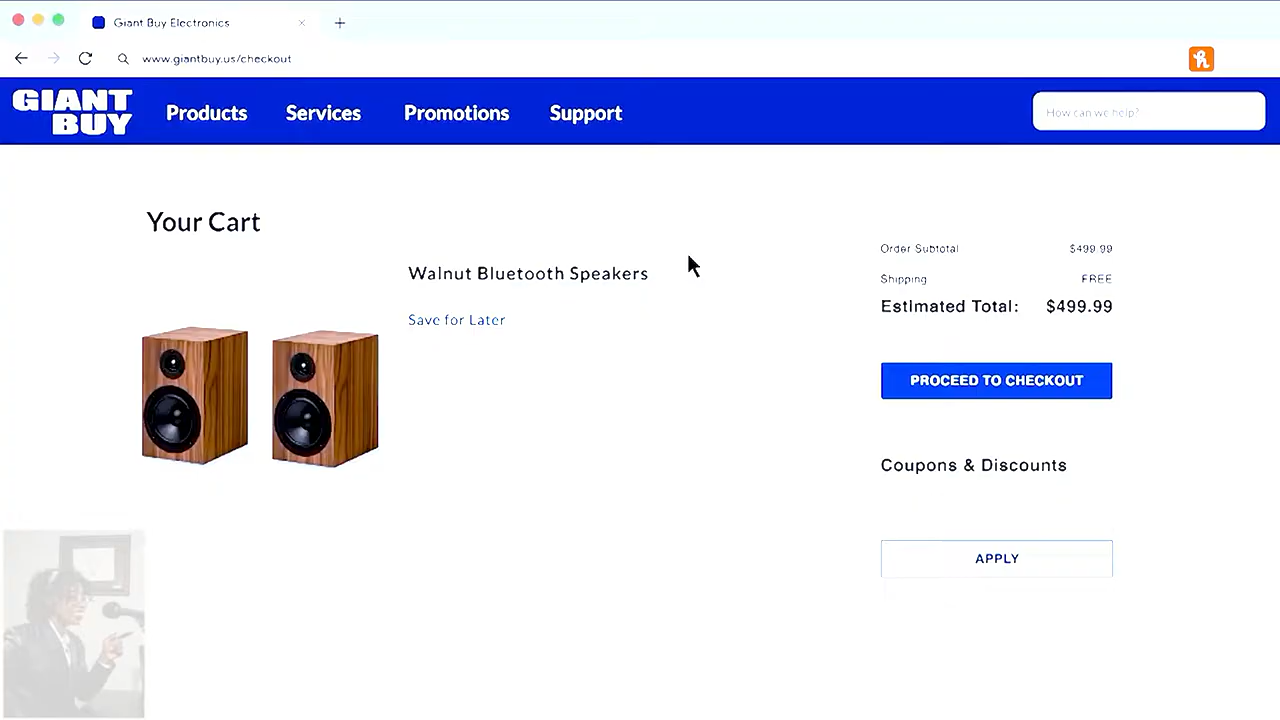 Giant Buy Electronics
www.giantbuy.us/checkout
GIANT BUY
Products Services Promotions Support
How can we help?
Your Cart
Walnut Bluetooth Speakers
Save for Later
Order Subtotal $499.99
Shipping FREE
Estimated Total: $499.99
PROCEED TO CHECKOUT
Coupons & Discounts
APPLY